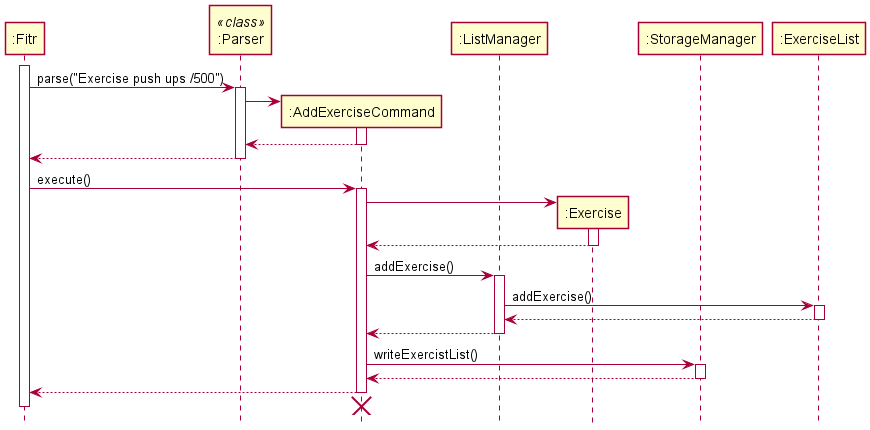 «class»
:Fitr
:Parser
:ListManager
:StorageManager
:ExerciseList
parse("Exercise push ups /500")
:AddExerciseCommand
execute()
:Exercise
addExercise()
addExercise()
writeExercistList()